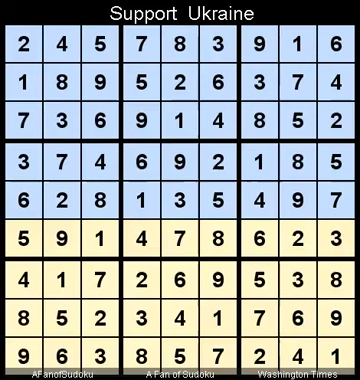 Support Ukraine
2 4 5 7 8 3 9 1 6
1 8 9 5 2 6 3 7 4
7 3 6 9 1 4 8 5 2
3 7 4 6 9 2 1 8 5
6 2 8 1 3 5 4 9 7
5 9 1 4 7 8 6 2 3
4 1 7 2 6 9 5 3 8
8 5 2 3 4 1 7 6 9
9 6 3 8 5 7 2 4 1
AFanofSudoku A Fan of Sudoku Washington Times